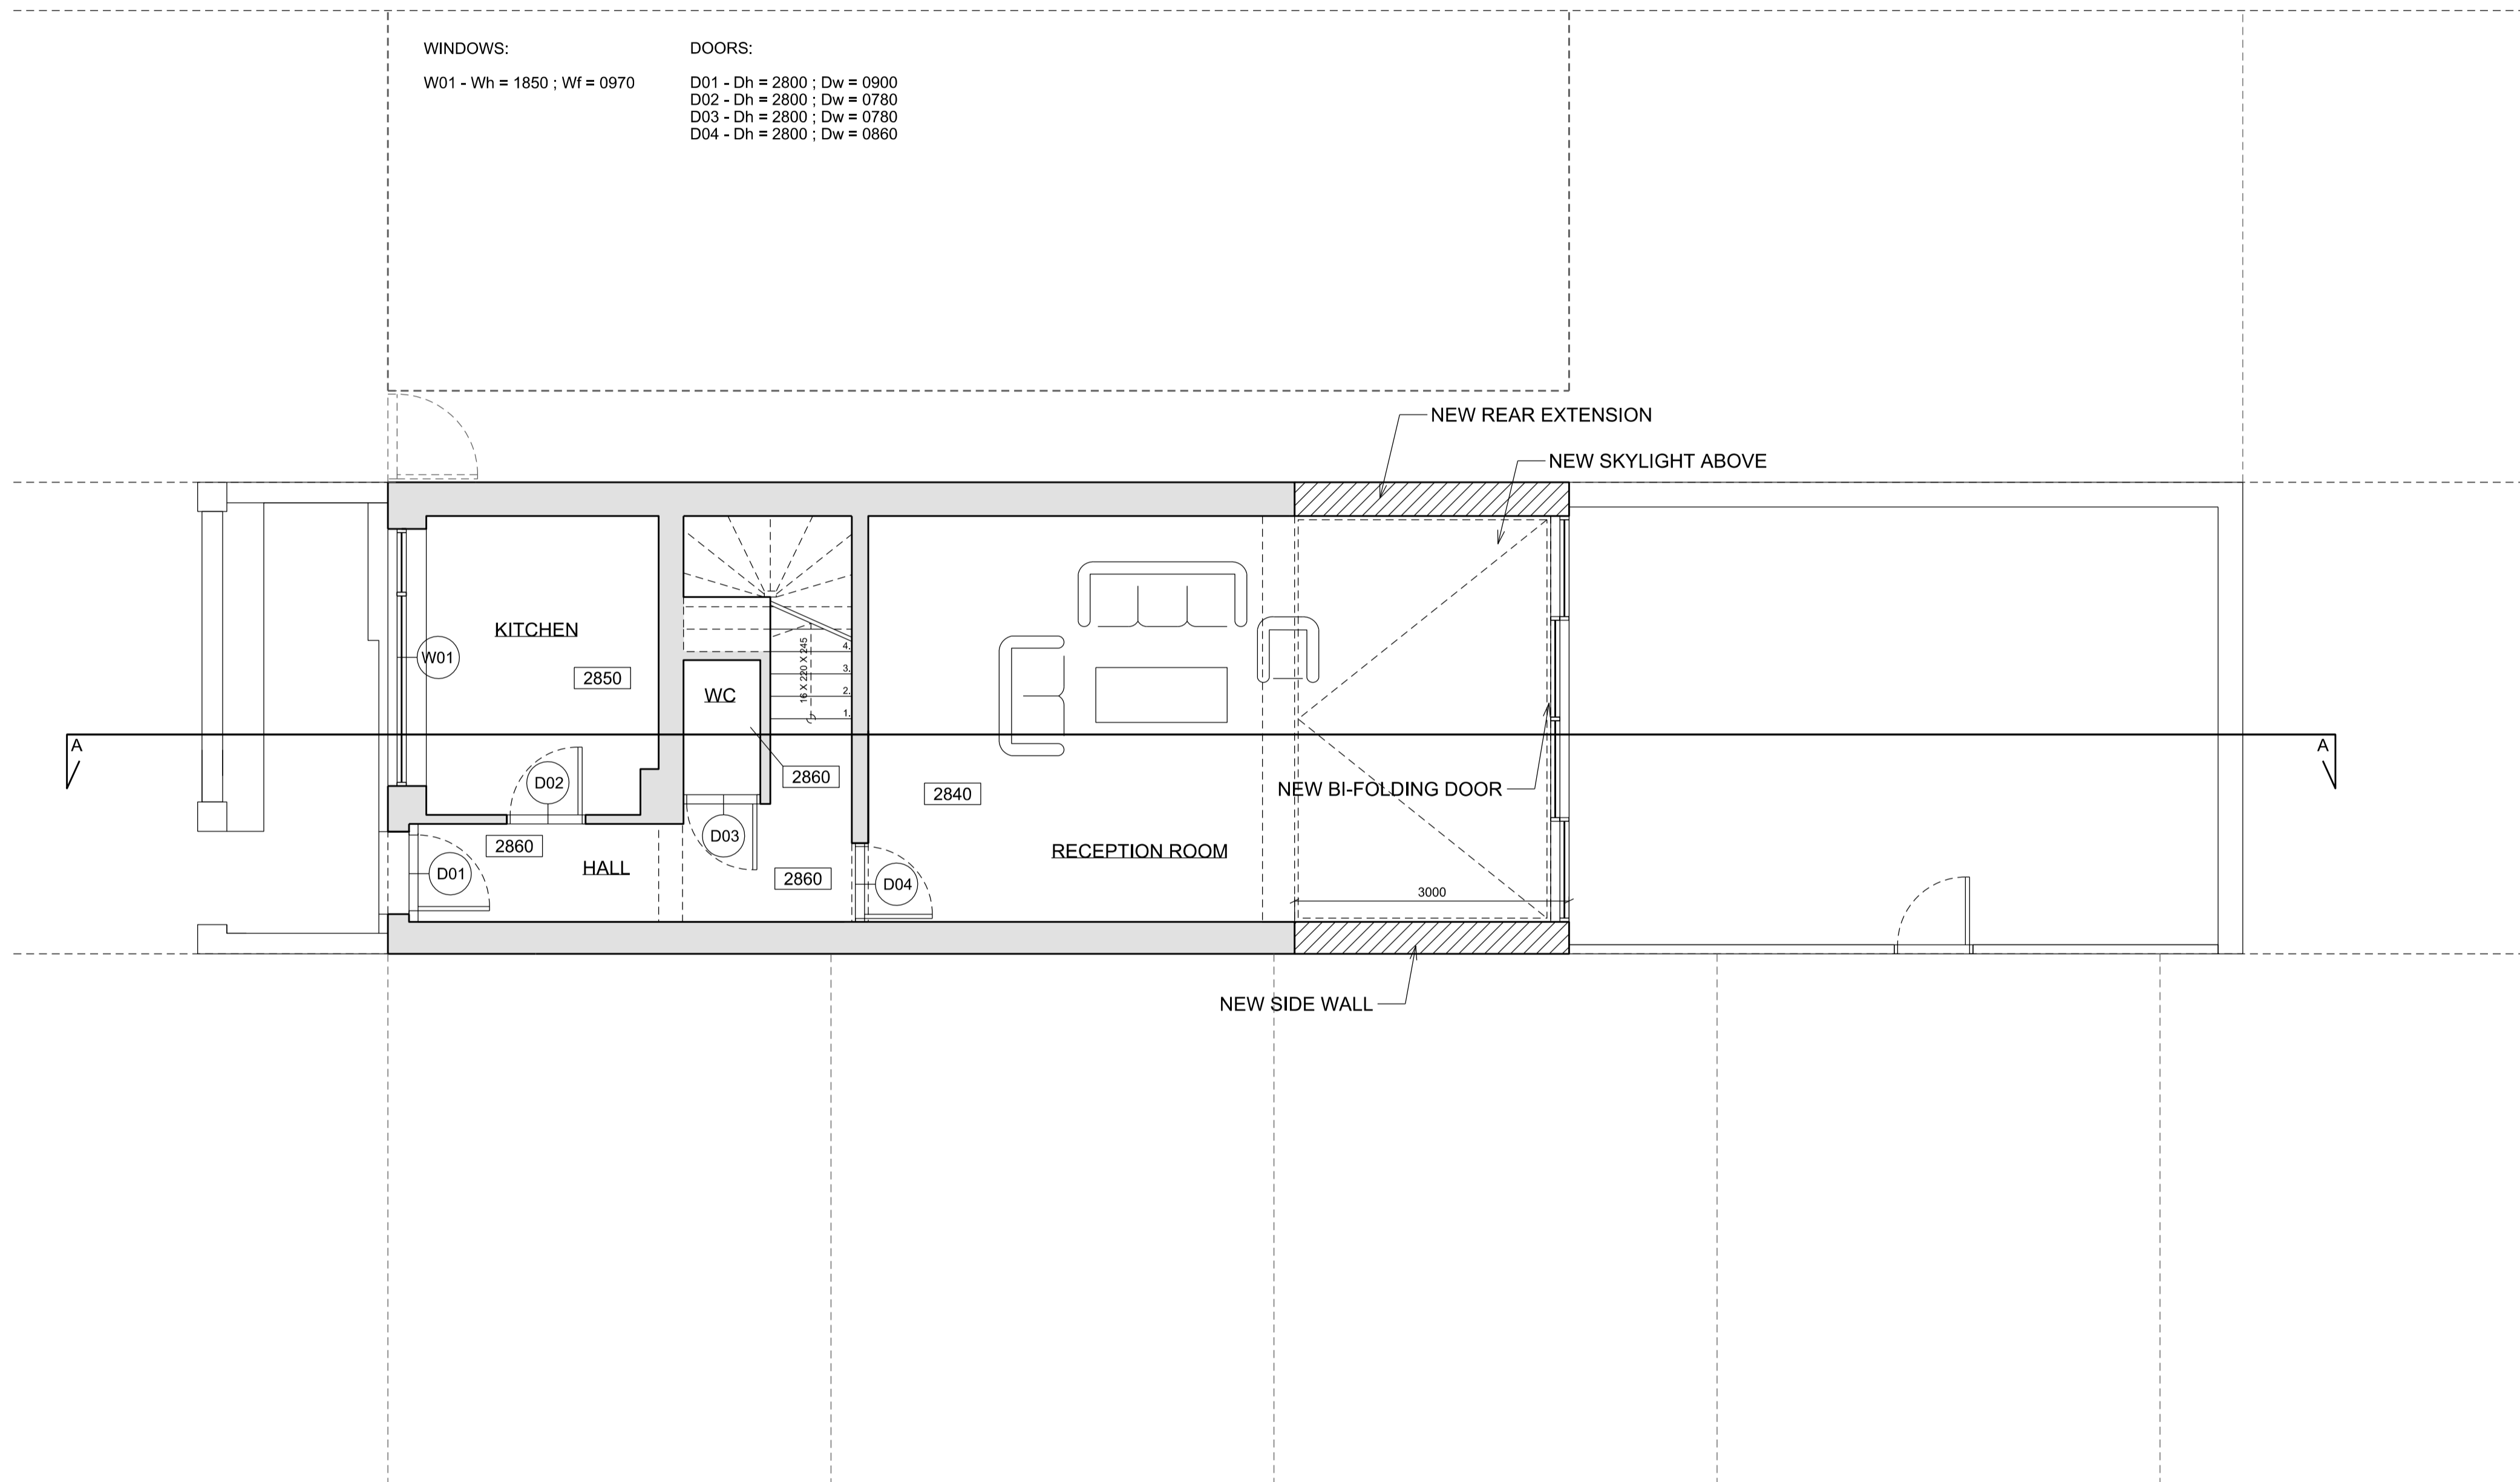 WINDOWS:
W01 - Wh = 1850 ; Wf = 0970
DOORS:
D01 - Dh = 2800 ; Dw = 0900
D02 - Dh = 2800 ; Dw = 0780
D03 - Dh = 2800 ; Dw = 0780
D04 - Dh = 2800 ; Dw = 0860
NEW REAR EXTENSION
NEW SKYLIGHT ABOVE
KITCHEN
W01
2850
WC
16 X 220 X 245
4.
3.
2.
1.
A
A
D02
2860
2840
NEW BI-FOLDING DOOR
D03
2860
HALL
D01
2860
D04
RECEPTION ROOM
3000
NEW SIDE WALL